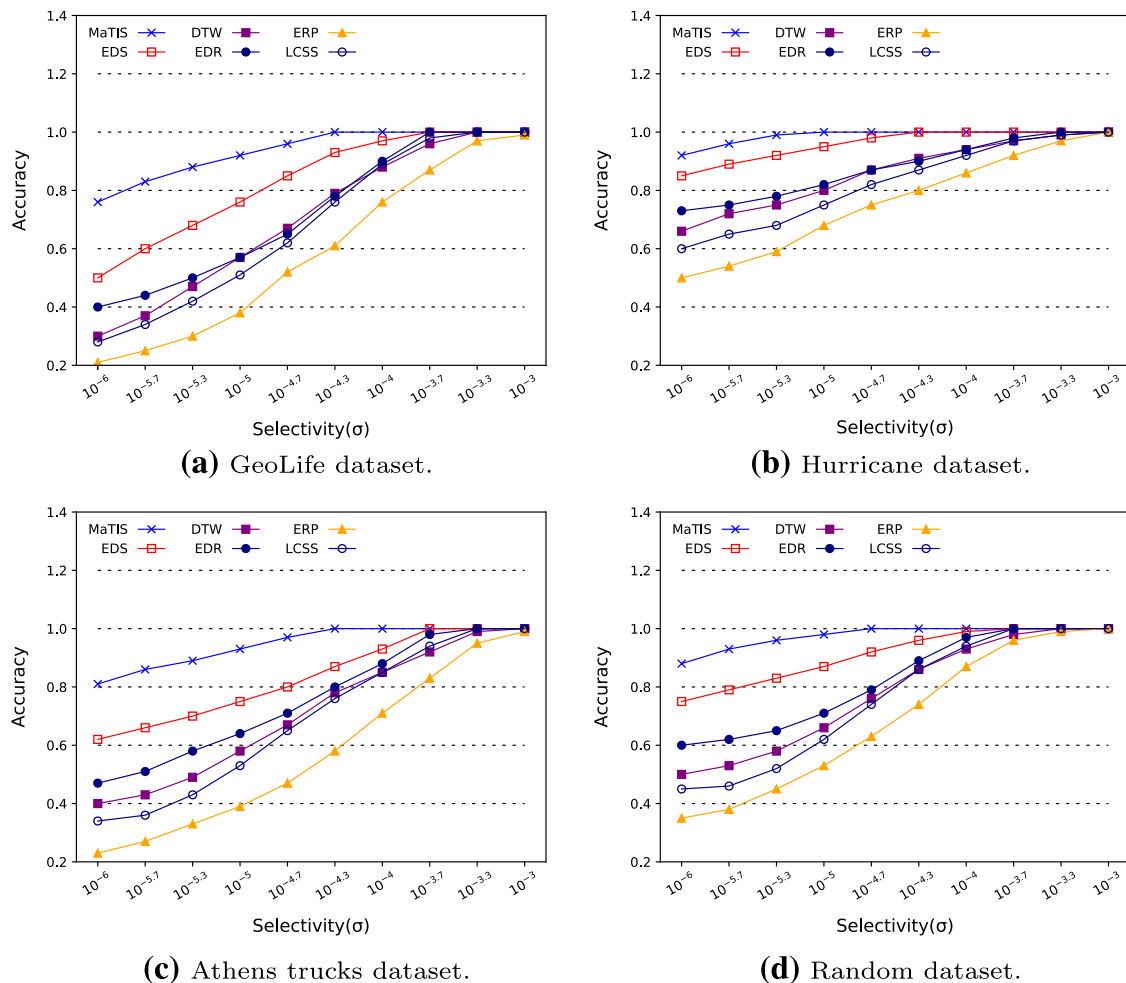 1.4
1.2
1.0
0.8
0.6
0.4
0.2
Accuracy
MaTIS DTW ERP
EDS EDR LCSS
10−6 10−5.7 10−5.3 10−5 10−4.7 10−4.3 10−4 10−3.7 10−3.3 10−3
Selectivity(σ)
(a) GeoLife dataset.
1.4
1.2
1.0
0.8
0.6
0.4
0.2
Accuracy
MaTIS DTW ERP
EDS EDR LCSS
10−6 10−5.7 10−5.3 10−5 10−4.7 10−4.3 10−4 10−3.7 10−3.3 10−3
Selectivity(σ)
(b) Hurricane dataset.
1.4
1.2
1.0
0.8
0.6
0.4
0.2
Accuracy
MaTIS DTW ERP
EDS EDR LCSS
10−6 10−5.7 10−5.3 10−5 10−4.7 10−4.3 10−4 10−3.7 10−3.3 10−3
Selectivity(σ)
(c) Athens trucks dataset.
1.4
1.2
1.0
0.8
0.6
0.4
0.2
Accuracy
MaTIS DTW ERP
EDS EDR LCSS
10−6 10−5.7 10−5.3 10−5 10−4.7 10−4.3 10−4 10−3.7 10−3.3 10−3
Selectivity(σ)
(d) Random dataset.